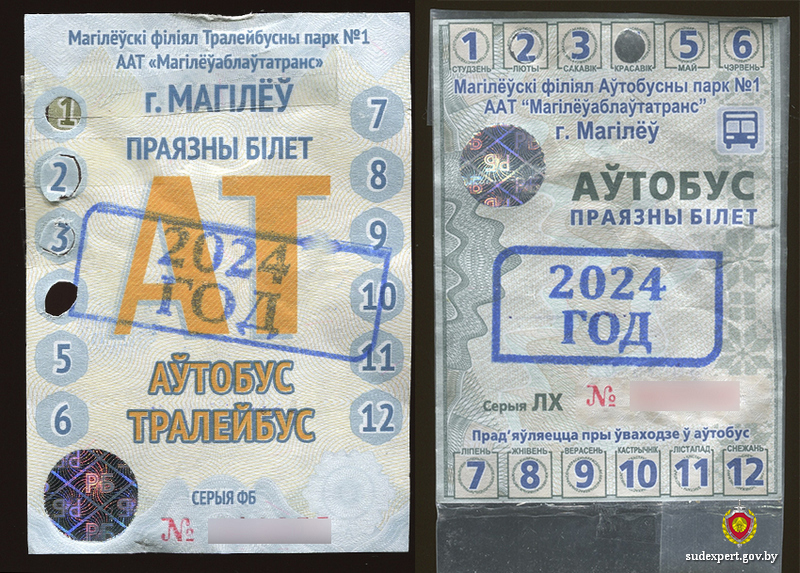 Магілёўскі філіял Тралейбусны парк №1
ААТ «Магілёўаблаўтатранс»
г. МАГІЛЁЎ
ПРАЯЗНЫ БІЛЕТ
АТ
2024
ГОД
1
2
3
5
6
7
8
9
10
11
12
АЎТОБУС
ТРАЛЕЙБУС
РБ
СЕРЫЯ ФБ
№
1 2 3 5 6
СТУДЗЕНЬ ЛЮТЫ САКАВІК КРАСАВІК МАЙ ЧЭРВЕНЬ
Магілёўскі філіял Аўтобусны парк №1
ААТ "Магілёўаблаўтатранс"
г. Магілёў
РБ
АЎТОБУС
ПРАЯЗНЫ БІЛЕТ
2024
ГОД
Серыя ЛХ №
Прад'яўляецца пры ўваходзе ў аўтобус
ЛІПЕНЬ ЖНІВЕНЬ ВЕРАСЕНЬ КАСТРЫЧНІК ЛІСТАПАД СНЕЖАНЬ
7 8 9 10 11 12
sudexpert.gov.by